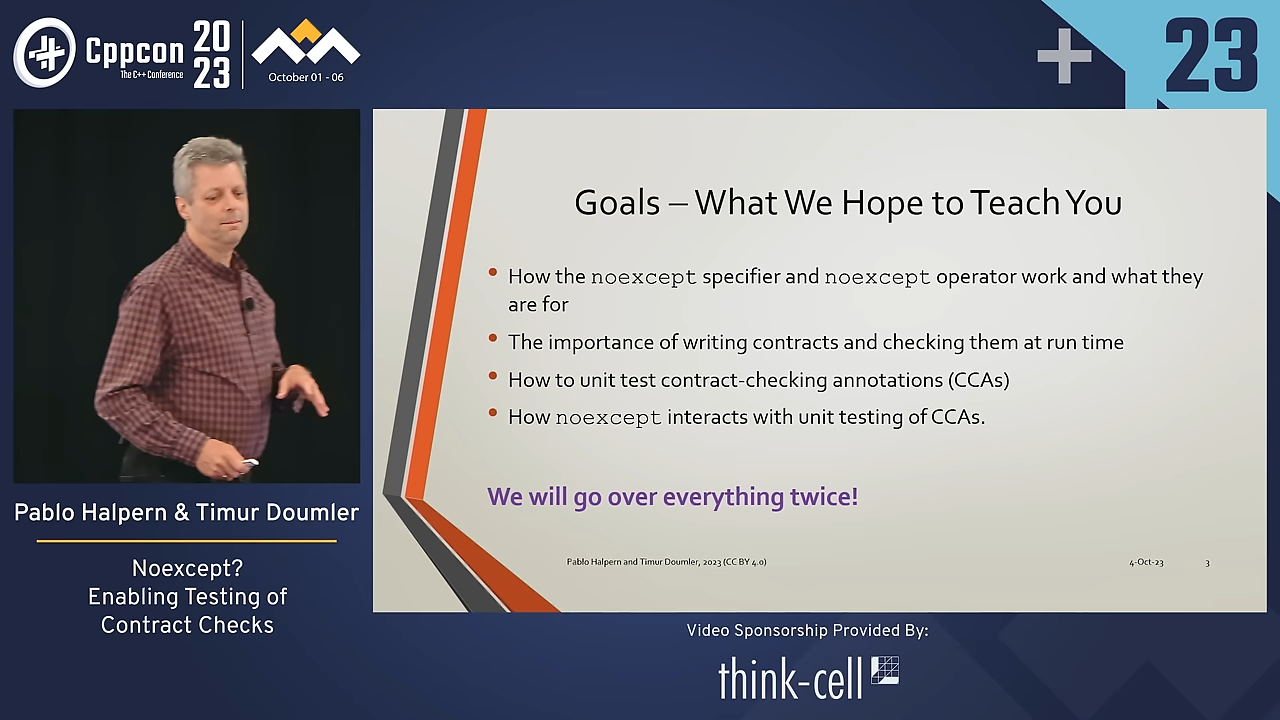 Cppcon
The C++ Conference
20
23
October 01 - 06
23
Goals – What We Hope to Teach You
• How the noexcept specifier and noexcept operator work and what they
are for
• The importance of writing contracts and checking them at run time
• How to unit test contract-checking annotations (CCAs)
• How noexcept interacts with unit testing of CCAs.
We will go over everything twice!
Pablo Halpern and Timur Doumler, 2023 (CC BY 4.0)
4-Oct-23
3
Pablo Halpern & Timur Doumler
Noexcept?
Enabling Testing of
Contract Checks
Video Sponsorship Provided By:
think-cell